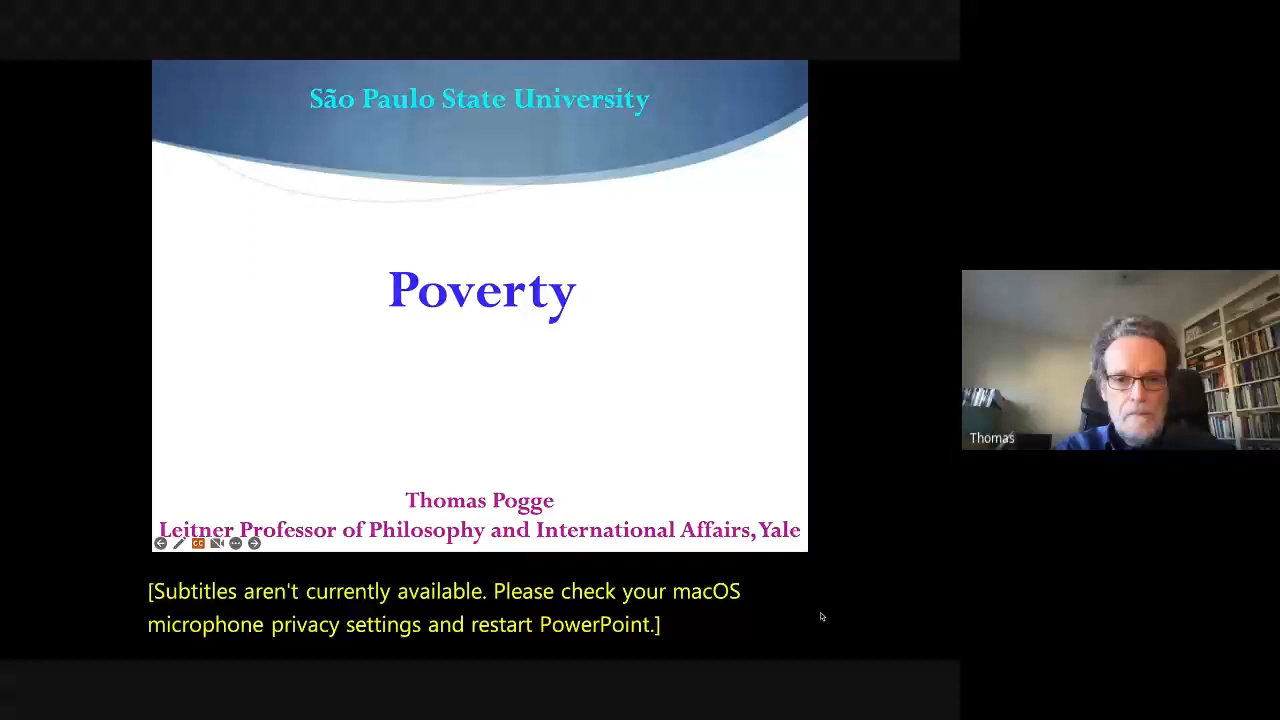 São Paulo State University
Poverty
Thomas Pogge
Leitner Professor of Philosophy and International Affairs, Yale
CC
[Subtitles aren't currently available. Please check your macOS
microphone privacy settings and restart PowerPoint.]
Thomas